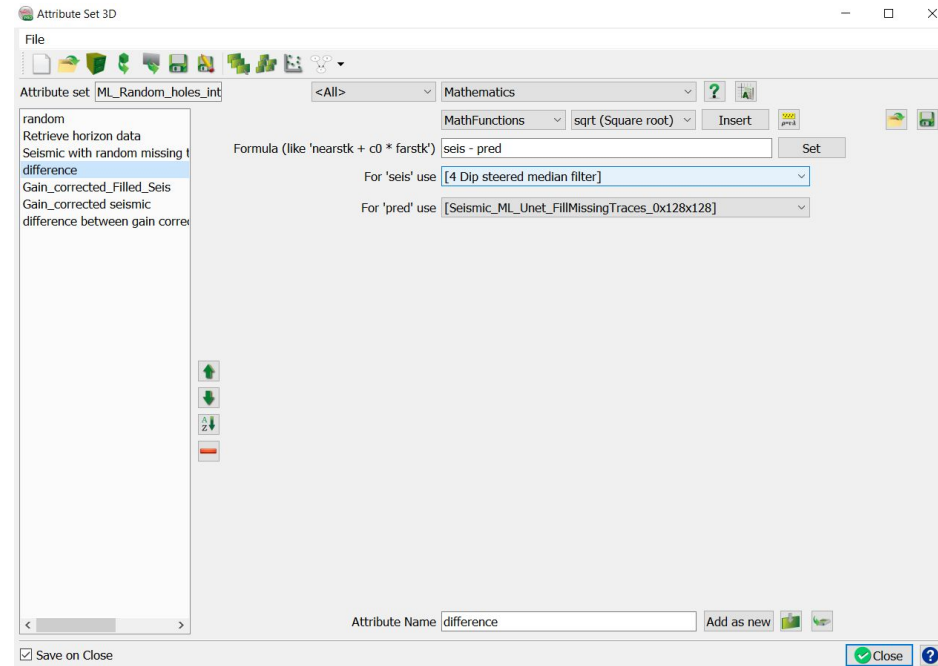 Attribute Set 3D
File
Attribute set ML_Random_holes_int <All> Mathematics
MathFunctions sqrt (Square root) Insert
Formula (like 'nearstk + c0 * farstk') seis - pred Set
For 'seis' use [4 Dip steered median filter]
For 'pred' use [Seismic_ML_Unet_FillMissingTraces_0x128x128]
random
Retrieve horizon data
Seismic with random missing t
difference
Gain_corrected_Filled_Seis
Gain_corrected seismic
difference between gain corre
A
Z
Attribute Name difference Add as new
Save on Close Close ?